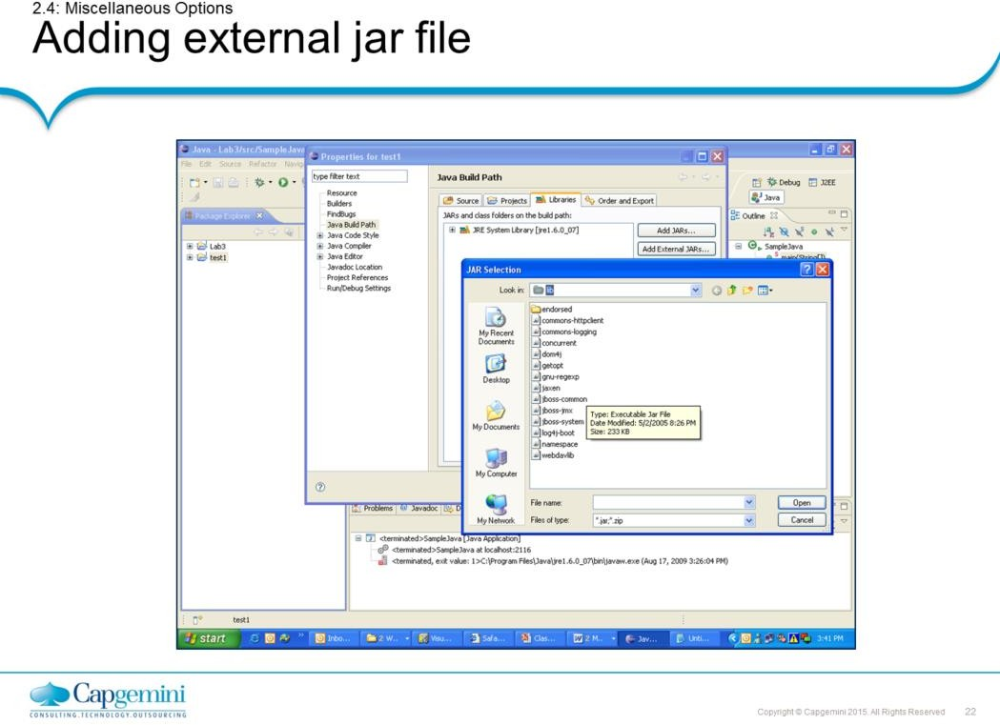 2.4: Miscellaneous Options
Adding external jar file
Java - Lab3/src/SampleJava
File Edit Source Refactor Navig
Package Explorer
Lab3
test1
Properties for test1
type filter text
Resource
Builders
FindBugs
Java Build Path
Java Code Style
Java Compiler
Java Editor
Javadoc Location
Project References
Run/Debug Settings
Java Build Path
Source Projects Libraries Order and Export
JARs and class folders on the build path:
JRE System Library [jre1.6.0_07]
Add JARs...
Add External JARs...
Debug J2EE
Java
Outline
SampleJava
main(String[])
JAR Selection
Look in: lib
My Recent
Documents
Desktop
My Documents
My Computer
My Network
endorsed
commons-httpclient
commons-logging
concurrent
dom4j
getopt
gnu-regexp
jaxen
jboss-common
jboss-jmx
jboss-system
log4j-boot
namespace
webdavlib
Type: Executable Jar File
Date Modified: 5/2/2005 8:26 PM
Size: 233 KB
File name:
Open
Files of type: *.jar;*.zip
Cancel
Problems Javadoc D
<terminated>SampleJava [Java Application]
<terminated>SampleJava at localhost:2116
<terminated, exit value: 1>C:\Program Files\Java\jre1.6.0_07\bin\javaw.exe (Aug 17, 2009 3:26:04 PM)
test1
start
Inbo...
2 W...
Visu...
Safa...
Clas...
2 M...
Jav...
Unti...
3:41 PM
Capgemini
CONSULTING.TECHNOLOGY.OUTSOURCING
Copyright © Capgemini 2015. All Rights Reserved 22